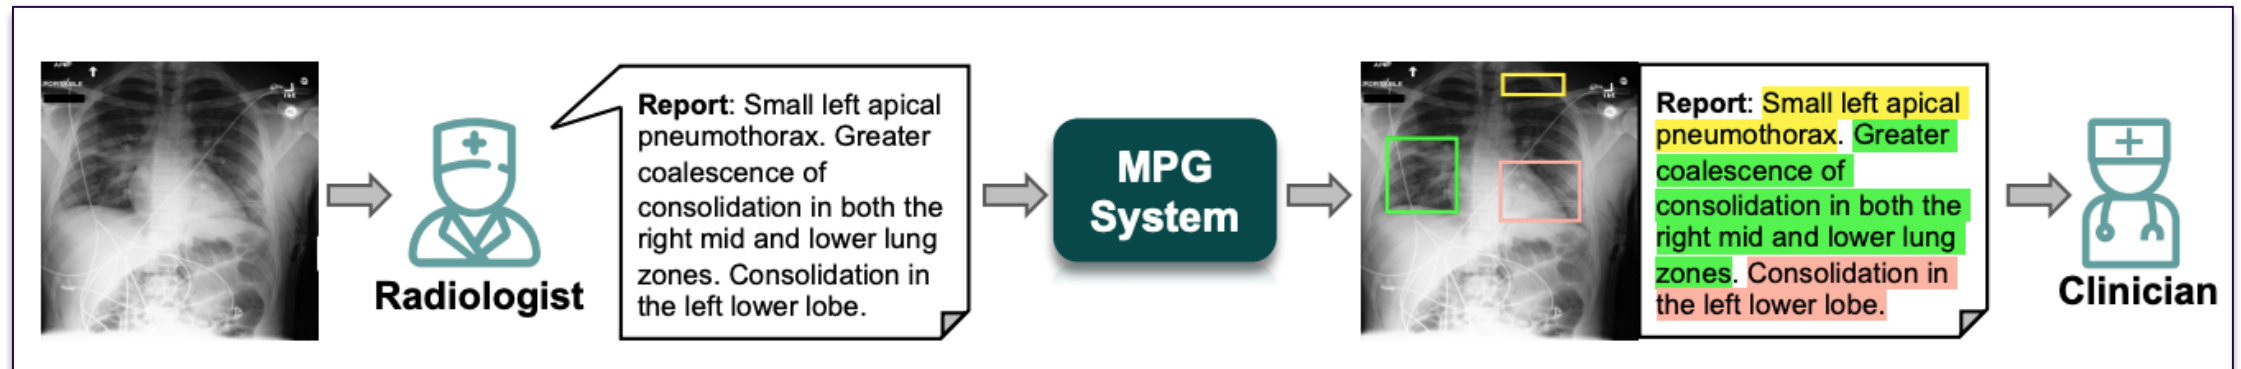 PORTABLE
Radiologist
Report: Small left apical
pneumothorax. Greater
coalescence of
consolidation in both the
right mid and lower lung
zones. Consolidation in
the left lower lobe.
MPG
System
PORTABLE
Report: Small left apical
pneumothorax. Greater
coalescence of
consolidation in both the
right mid and lower lung
zones. Consolidation in
the left lower lobe.
Clinician